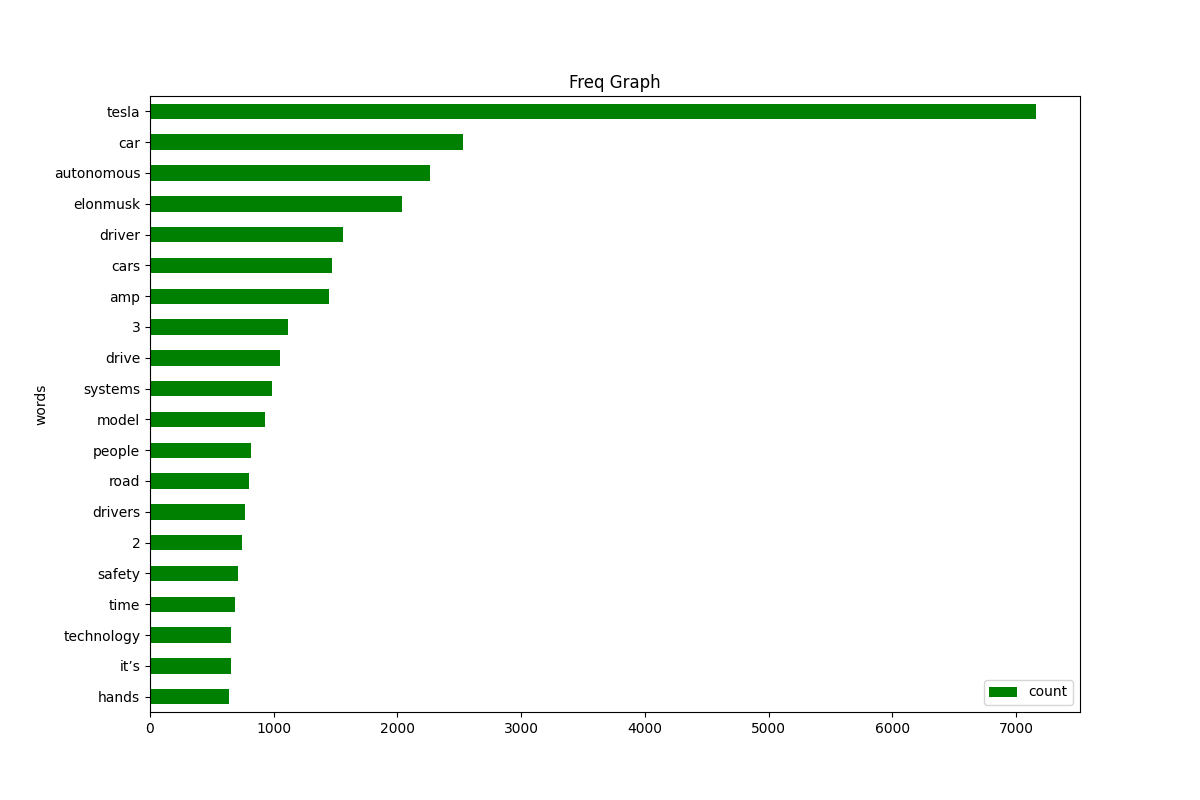 Freq Graph
tesla
car
autonomous
elonmusk
driver
cars
amp
3
drive
systems
model
people
road
drivers
2
safety
time
technology
it’s
hands
words
count
0 1000 2000 3000 4000 5000 6000 7000